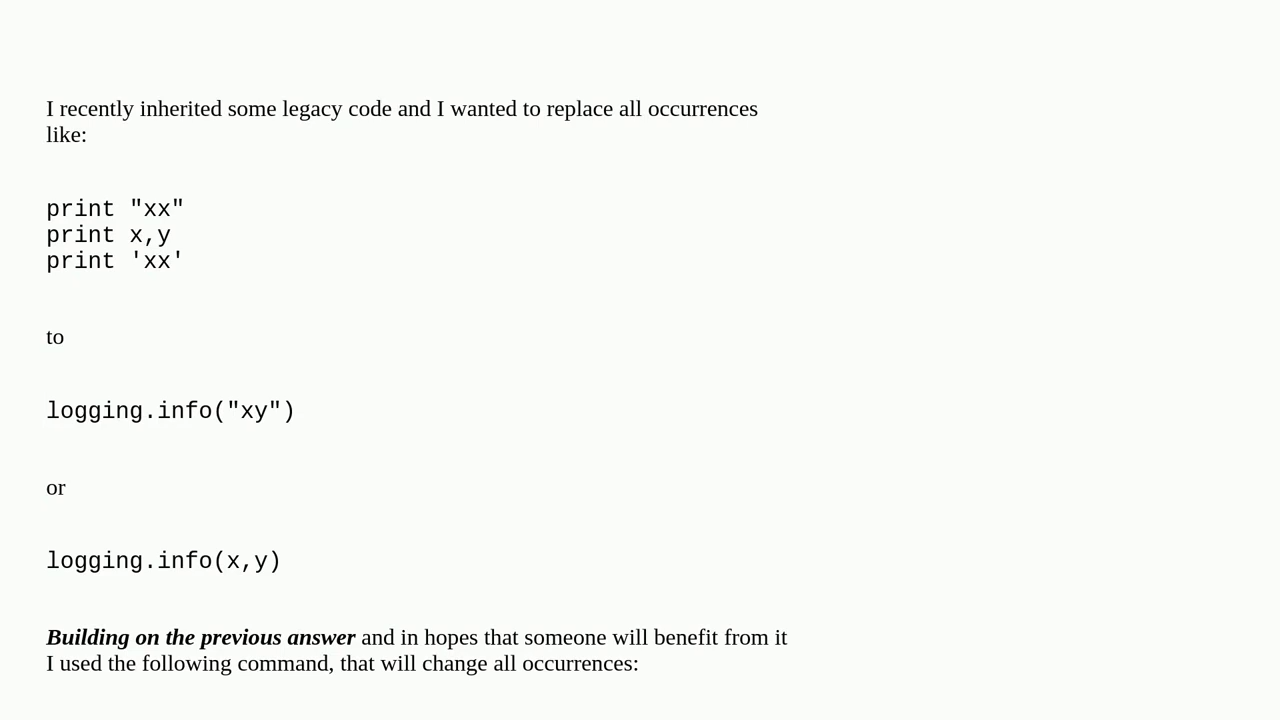 I recently inherited some legacy code and I wanted to replace all occurrences
like:
print "xx"
print x,y
print 'xx'
to
logging.info("xy")
or
logging.info(x,y)
Building on the previous answer and in hopes that someone will benefit from it
I used the following command, that will change all occurrences: